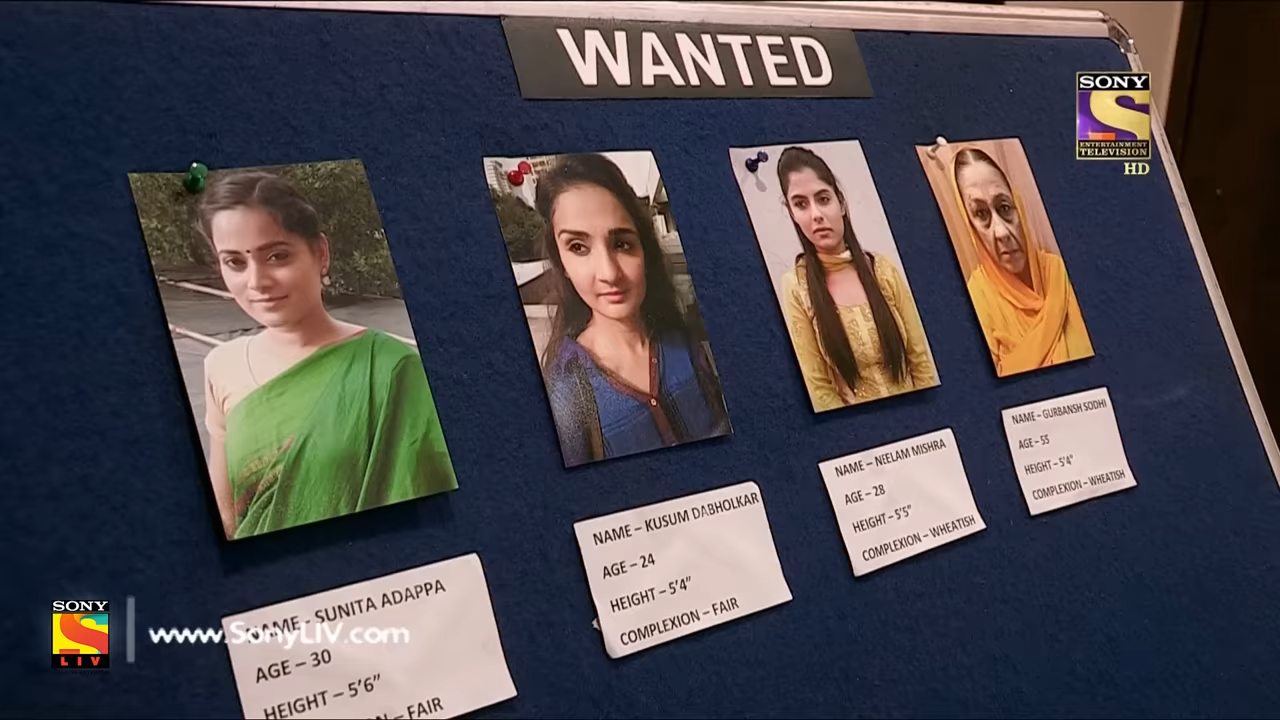 WANTED
SONY
ENTERTAINMENT
TELEVISION
HD
NAME - SUNITA ADAPPA
AGE – 30
HEIGHT – 5'6"
– FAIR
NAME – KUSUM DABHOLKAR
AGE – 24
HEIGHT – 5'4"
COMPLEXION – FAIR
NAME – NEELAM MISHRA
AGE – 28
HEIGHT – 5'5"
COMPLEXION – WHEATISH
NAME – GURBANSH SODHI
AGE – 55
HEIGHT – 5'4"
COMPLEXION – WHEATISH
SONY
LIV
www.SonyLIV.com